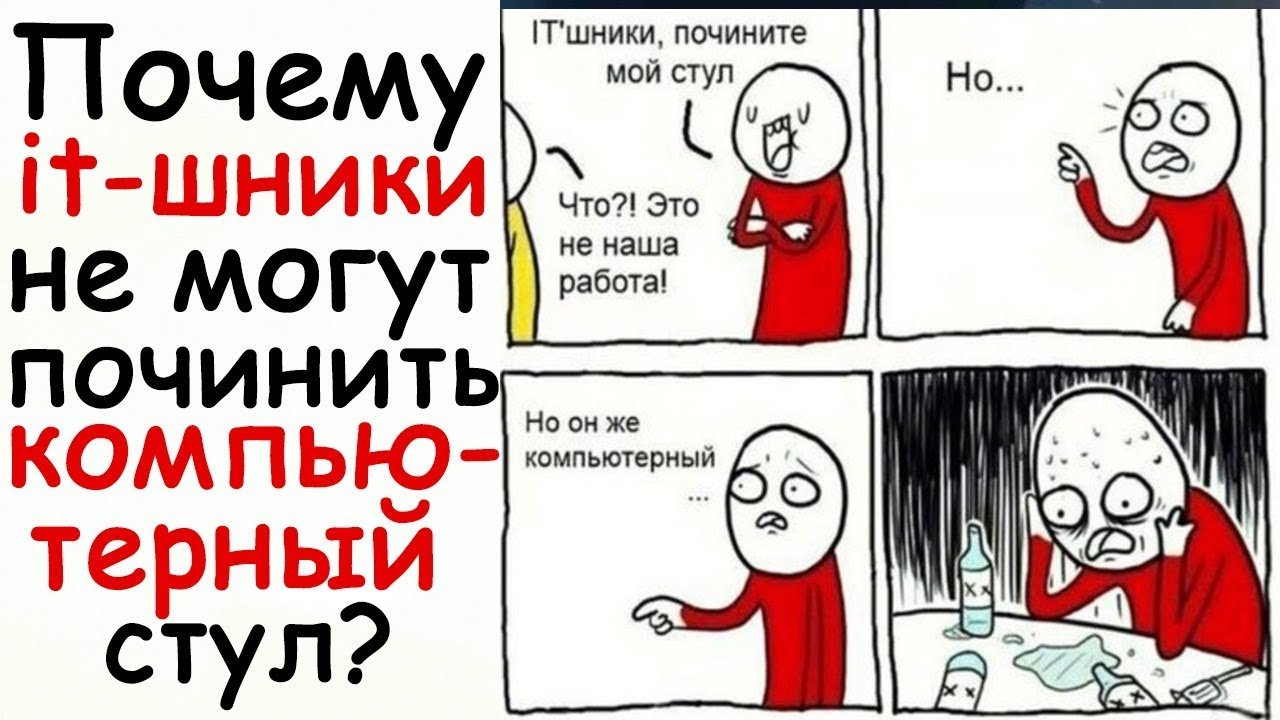 Почему
it-шники
не могут
починить
компью-
терный
стул?
IT'шники, почините
мой стул
Что?! Это
не наша
работа!
Но...
Но он же
компьютерный
...